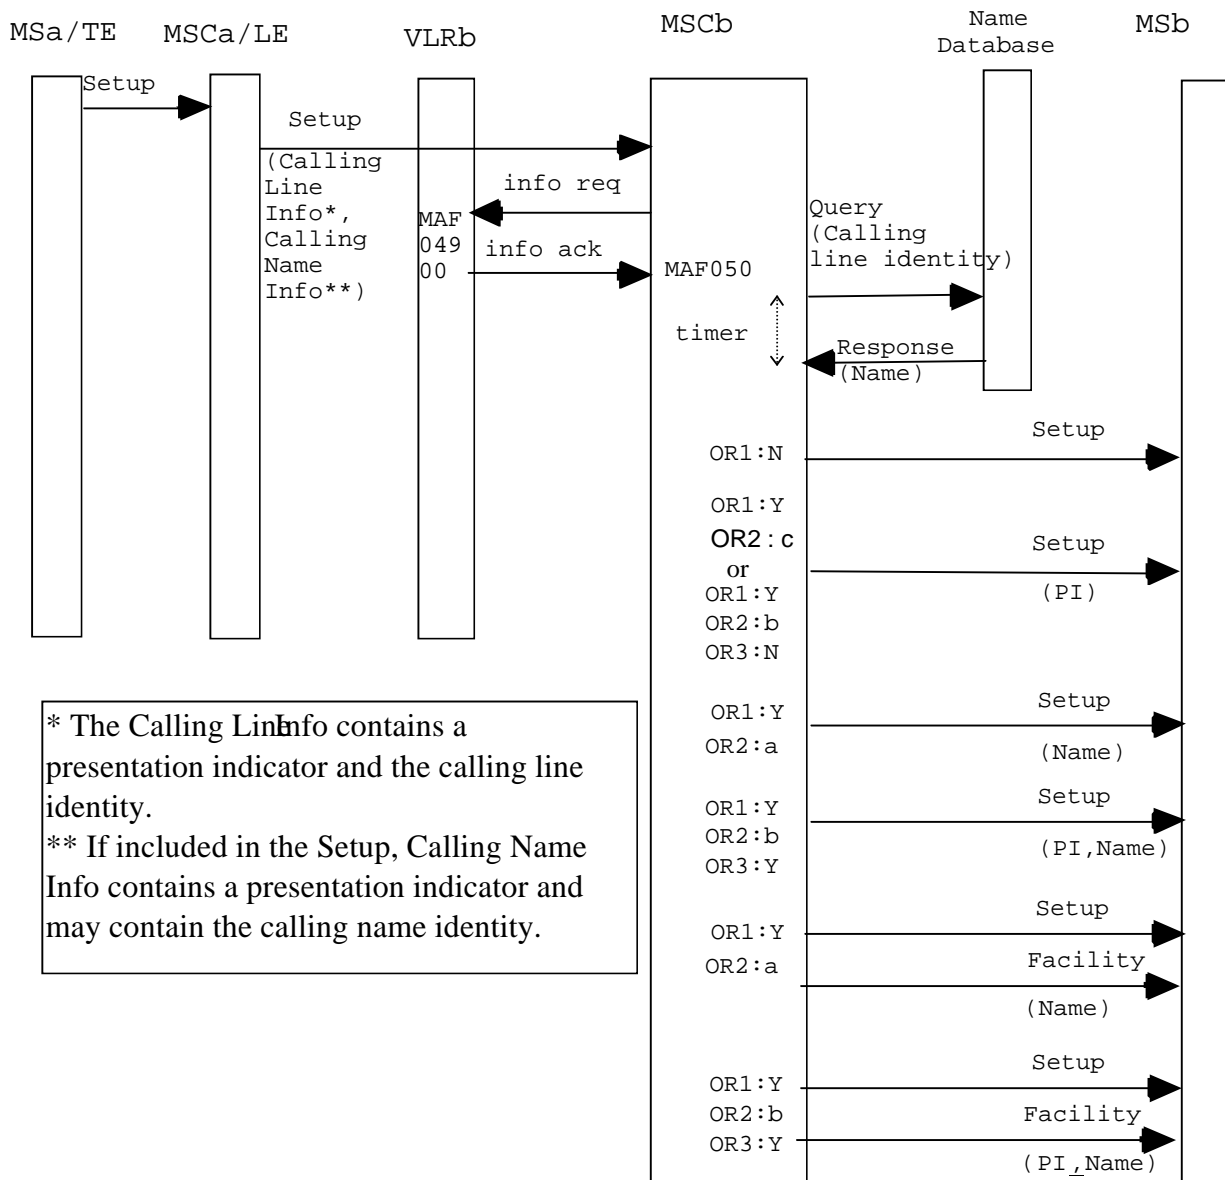 MSa/TE
MSCa/LE
VLRb
MSCb
Name
Database
MSb
Setup
Setup
(Calling
Line
Info*,
Calling
Name
Info**)
info req
MAF
049
00
info ack
MAF050
timer
Query
(Calling
line identity)
Response
(Name)
OR1:N
Setup
OR1:Y
OR2 : c
or
OR1:Y
OR2:b
OR3:N
Setup
(PI)
OR1:Y
OR2:a
Setup
(Name)
OR1:Y
OR2:b
OR3:Y
Setup
(PI,Name)
OR1:Y
OR2:a
Setup
Facility
(Name)
OR1:Y
OR2:b
OR3:Y
Setup
Facility
(PI,Name)
* The Calling Line Info contains a
presentation indicator and the calling line
identity.
** If included in the Setup, Calling Name
Info contains a presentation indicator and
may contain the calling name identity.